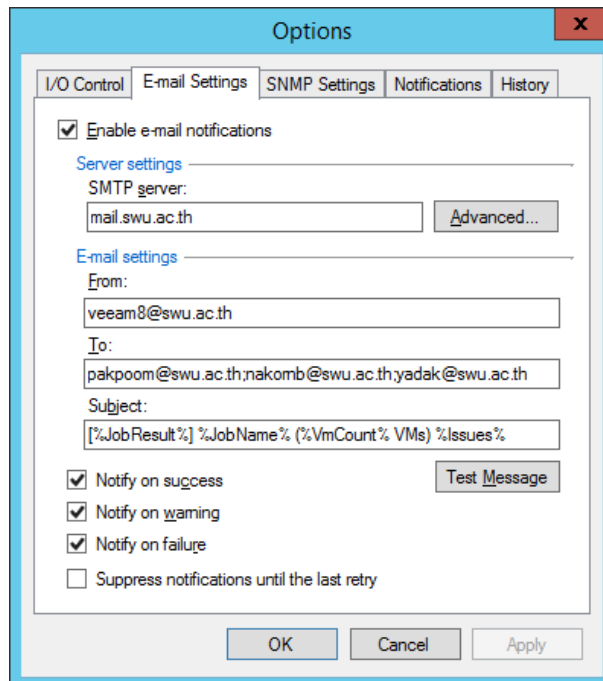 Options
x
I/O Control E-mail Settings SNMP Settings Notifications History
Enable e-mail notifications
Server settings
SMTP server:
mail.swu.ac.th Advanced...
E-mail settings
From:
veeam8@swu.ac.th
To:
pakpoom@swu.ac.th;nakornb@swu.ac.th;yadak@swu.ac.th
Subject:
[%JobResult%] %JobName% (%VmCount% VMs) %Issues%
Notify on success Test Message
Notify on warning
Notify on failure
Suppress notifications until the last retry
OK Cancel Apply